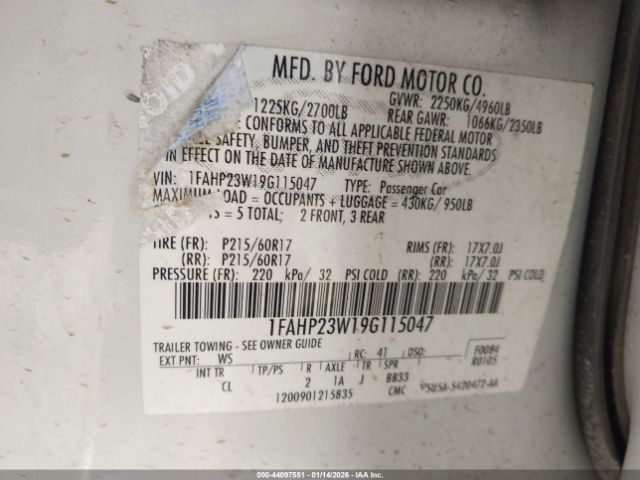 MFD. BY FORD MOTOR CO.
GVWR: 2250KG/4960LB
1225KG/2700LB REAR GAWR: 1066KG/2350LB
CONFORMS TO ALL APPLICABLE FEDERAL MOTOR
SAFETY, BUMPER, AND THEFT PREVENTION STANDARDS
IN EFFECT ON THE DATE OF MANUFACTURE SHOWN ABOVE.
VIN: 1FAHP23W19G115047 TYPE: Passenger Car
MAXIMUM LOAD = OCCUPANTS + LUGGAGE = 430KG/ 950LB
= 5 TOTAL; 2 FRONT, 3 REAR
TIRE (FR): P215/60R17 RIMS (FR): 17X7.0J
(RR): P215/60R17 (RR): 17X7.0J
PRESSURE (FR): 220 kPa/ 32 PSI COLD (RR): 220 kPa/ 32 PSI COLD
1FAHP23W19G115047
TRAILER TOWING - SEE OWNER GUIDE
EXT PNT: WS RC: 41 DSO: F0084
R0105
INT TR TP/PS R AXLE TR SPR
CL 2 1A J BB33
1200901215835 CMC
000-44097551 - 01/14/2026 - IAAI.COM